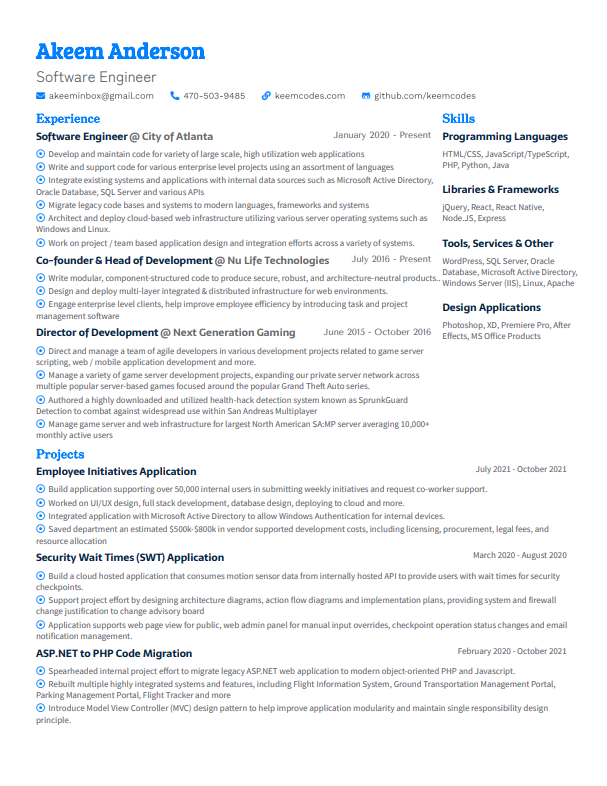 Akeem Anderson
Software Engineer
akeeminbox@gmail.com 470-503-9485 keemcodes.com github.com/keemcodes
Experience
Software Engineer @ City of Atlanta January 2020 - Present
Develop and maintain code for variety of large scale, high utilization web applications
Write and support code for various enterprise level projects using an assortment of languages
Integrate existing systems and applications with internal data sources such as Microsoft Active Directory,
Oracle Database, SQL Server and various APIs
Migrate legacy code bases and systems to modern languages, frameworks and systems
Architect and deploy cloud-based web infrastructure utilizing various server operating systems such as
Windows and Linux.
Work on project / team based application design and integration efforts across a variety of systems.
Co-founder & Head of Development @ Nu Life Technologies July 2016 - Present
Write modular, component-structured code to produce secure, robust, and architecture-neutral products..
Design and deploy multi-layer integrated & distributed infrastructure for web environments.
Engage enterprise level clients, help improve employee efficiency by introducing task and project
management software
Director of Development @ Next Generation Gaming June 2015 - October 2016
Direct and manage a team of agile developers in various development projects related to game server
scripting, web / mobile application development and more.
Manage a variety of game server development projects, expanding our private server network across
multiple popular server-based games focused around the popular Grand Theft Auto series.
Authored a highly downloaded and utilized health-hack detection system known as SprunkGuard
Detection to combat against widespread use within San Andreas Multiplayer
Manage game server and web infrastructure for largest North American SA:MP server averaging 10,000+
monthly active users
Skills
Programming Languages
HTML/CSS, JavaScript/TypeScript,
PHP, Python, Java
Libraries & Frameworks
jQuery, React, React Native,
Node.JS, Express
Tools, Services & Other
WordPress, SQL Server, Oracle
Database, Microsoft Active Directory,
Windows Server (IIS), Linux, Apache
Design Applications
Photoshop, XD, Premiere Pro, After
Effects, MS Office Products
Projects
Employee Initiatives Application July 2021 - October 2021
Build application supporting over 50,000 internal users in submitting weekly initiatives and request co-worker support.
Worked on UI/UX design, full stack development, database design, deploying to cloud and more.
Integrated application with Microsoft Active Directory to allow Windows Authentication for internal devices.
Saved department an estimated $500k-$800k in vendor supported development costs, including licensing, procurement, legal fees, and
resource allocation
Security Wait Times (SWT) Application March 2020 - August 2020
Build a cloud hosted application that consumes motion sensor data from internally hosted API to provide users with wait times for security
checkpoints.
Support project effort by designing architecture diagrams, action flow diagrams and implementation plans, providing system and firewall
change justification to change advisory board
Application supports web page view for public, web admin panel for manual input overrides, checkpoint operation status changes and email
notification management.
ASP.NET to PHP Code Migration February 2020 - October 2021
Spearheaded internal project effort to migrate legacy ASP.NET web application to modern object-oriented PHP and Javascript.
Rebuilt multiple highly integrated systems and features, including Flight Information System, Ground Transportation Management Portal,
Parking Management Portal, Flight Tracker and more
Introduce Model View Controller (MVC) design pattern to help improve application modularity and maintain single responsibility design
principle.